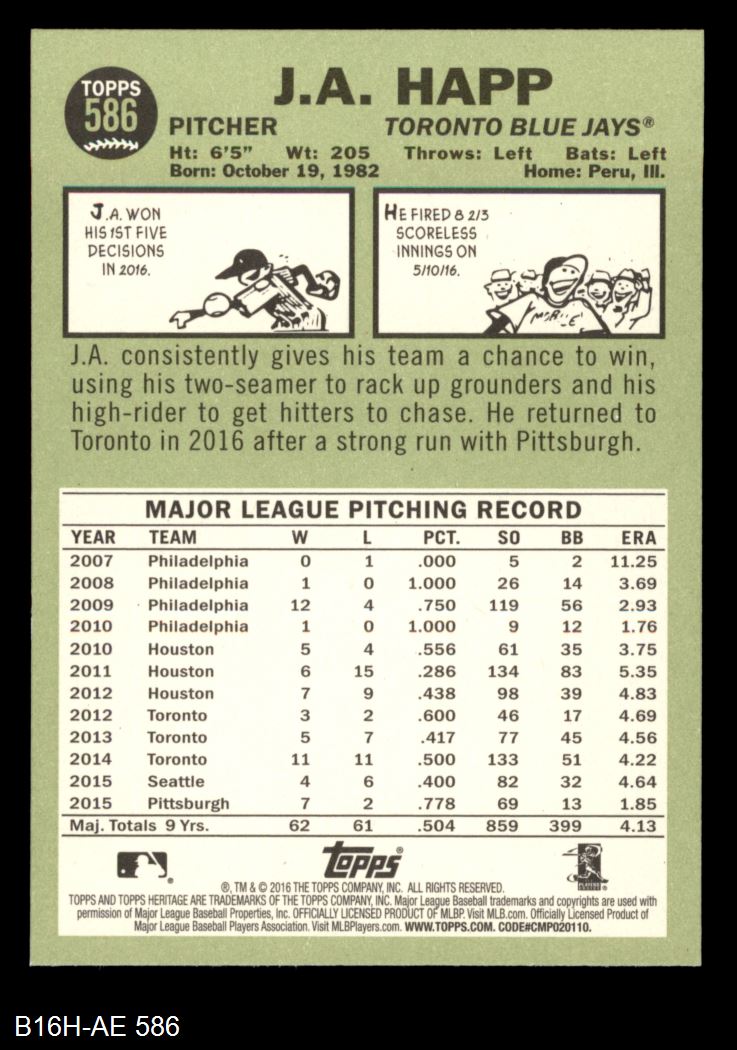 TOPPS
586
J.A. HAPP
PITCHER TORONTO BLUE JAYS®
Ht: 6'5" Wt: 205 Throws: Left Bats: Left
Born: October 19, 1982 Home: Peru, Ill.
J.A. WON
HIS 1ST FIVE
DECISIONS
IN 2016.
HE FIRED 8 2/3
SCORELESS
INNINGS ON
5/10/16.
J.A. consistently gives his team a chance to win,
using his two-seamer to rack up grounders and his
high-rider to get hitters to chase. He returned to
Toronto in 2016 after a strong run with Pittsburgh.
MAJOR LEAGUE PITCHING RECORD
YEAR TEAM W L PCT. SO BB ERA
2007 Philadelphia 0 1 .000 5 2 11.25
2008 Philadelphia 1 0 1.000 26 14 3.69
2009 Philadelphia 12 4 .750 119 56 2.93
2010 Philadelphia 1 0 1.000 9 12 1.76
2010 Houston 5 4 .556 61 35 3.75
2011 Houston 6 15 .286 134 83 5.35
2012 Houston 7 9 .438 98 39 4.83
2012 Toronto 3 2 .600 46 17 4.69
2013 Toronto 5 7 .417 77 45 4.56
2014 Toronto 11 11 .500 133 51 4.22
2015 Seattle 4 6 .400 82 32 4.64
2015 Pittsburgh 7 2 .778 69 13 1.85
Maj. Totals 9 Yrs. 62 61 .504 859 399 4.13
Topps®
®, TM & © 2016 THE TOPPS COMPANY, INC. ALL RIGHTS RESERVED.
TOPPS AND TOPPS HERITAGE ARE TRADEMARKS OF THE TOPPS COMPANY, INC. Major League Baseball trademarks and copyrights are used with
permission of Major League Baseball Properties, Inc. OFFICIALLY LICENSED PRODUCT OF MLBP. Visit MLB.com. Officially Licensed Product of
Major League Baseball Players Association. Visit MLBPlayers.com. WWW.TOPPS.COM. CODE#CMP020110.
B16H-AE 586